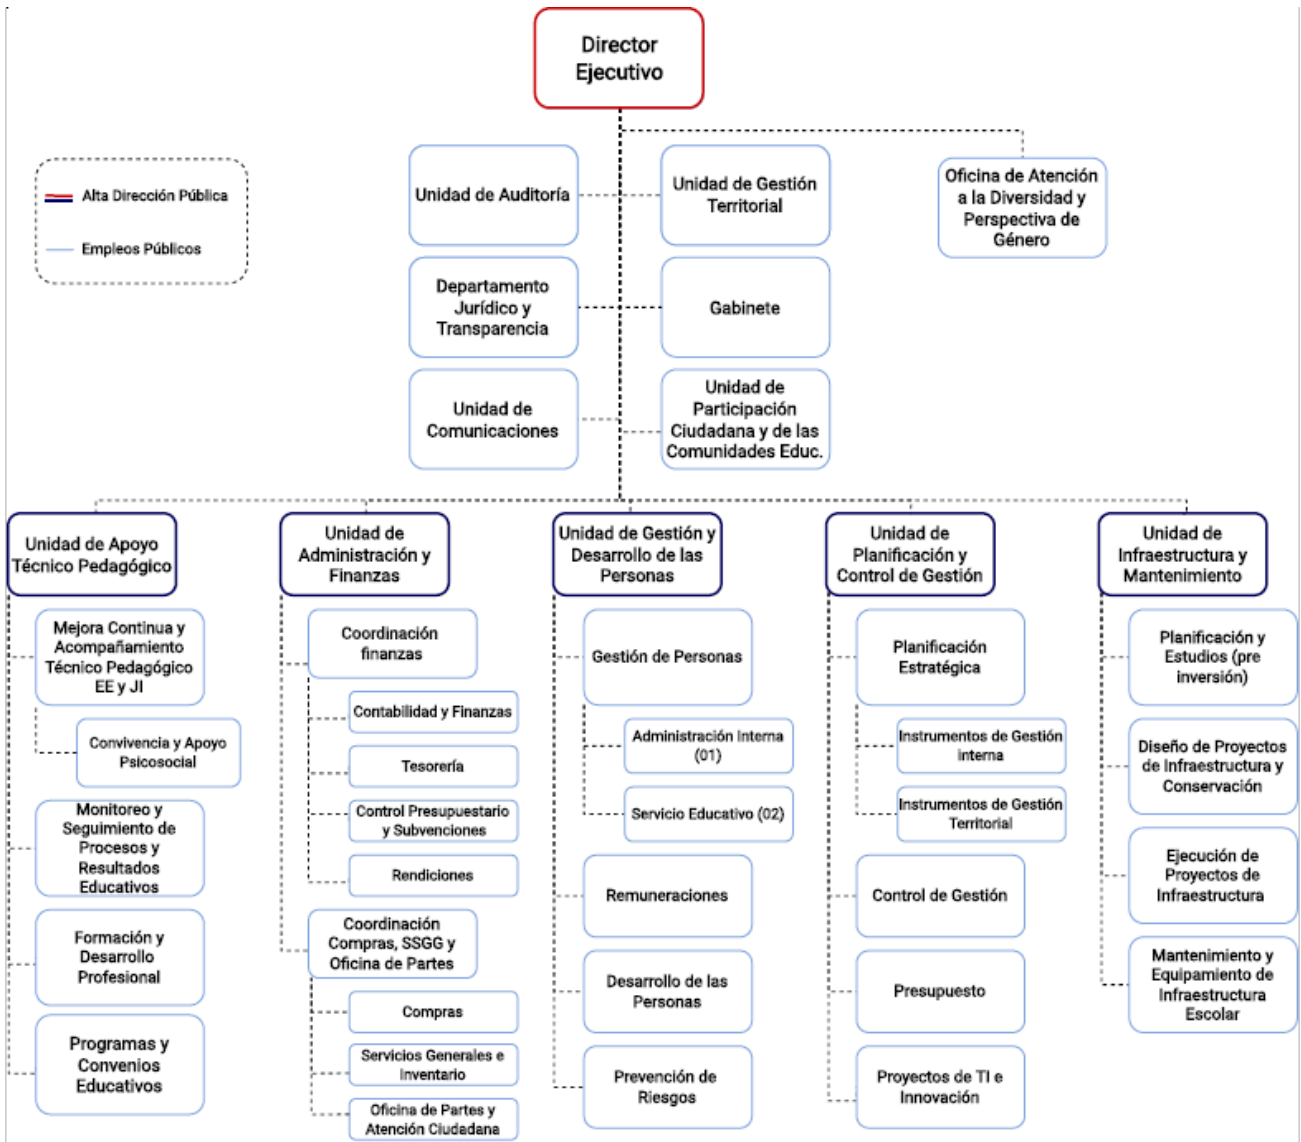 Director
Ejecutivo
Alta Dirección Pública
Empleos Públicos
Unidad de Auditoría
Unidad de Gestión
Territorial
Oficina de Atención
a la Diversidad y
Perspectiva de
Género
Departamento
Jurídico y
Transparencia
Gabinete
Unidad de
Comunicaciones
Unidad de
Participación
Ciudadana y de las
Comunidades Educ.
Unidad de Apoyo
Técnico Pedagógico
Mejora Continua y
Acompañamiento
Técnico Pedagógico
EE y JI
Convivencia y Apoyo
Psicosocial
Monitoreo y
Seguimiento de
Procesos y
Resultados
Educativos
Formación y
Desarrollo
Profesional
Programas y
Convenios
Educativos
Unidad de
Administración y
Finanzas
Coordinación
finanzas
Contabilidad y Finanzas
Tesorería
Control Presupuestario
y Subvenciones
Rendiciones
Coordinación
Compras, SSGG y
Oficina de Partes
Compras
Servicios Generales e
Inventario
Oficina de Partes y
Atención Ciudadana
Unidad de Gestión y
Desarrollo de las
Personas
Gestión de Personas
Administración Interna
(01)
Servicio Educativo (02)
Remuneraciones
Desarrollo de las
Personas
Prevención de
Riesgos
Unidad de
Planificación y
Control de Gestión
Planificación
Estratégica
Instrumentos de Gestión
interna
Instrumentos de Gestión
Territorial
Control de Gestión
Presupuesto
Proyectos de TI e
Innovación
Unidad de
Infraestructura y
Mantenimiento
Planificación y
Estudios (pre
inversión)
Diseño de Proyectos
de Infraestructura y
Conservación
Ejecución de
Proyectos de
Infraestructura
Mantenimiento y
Equipamiento de
Infraestructura
Escolar